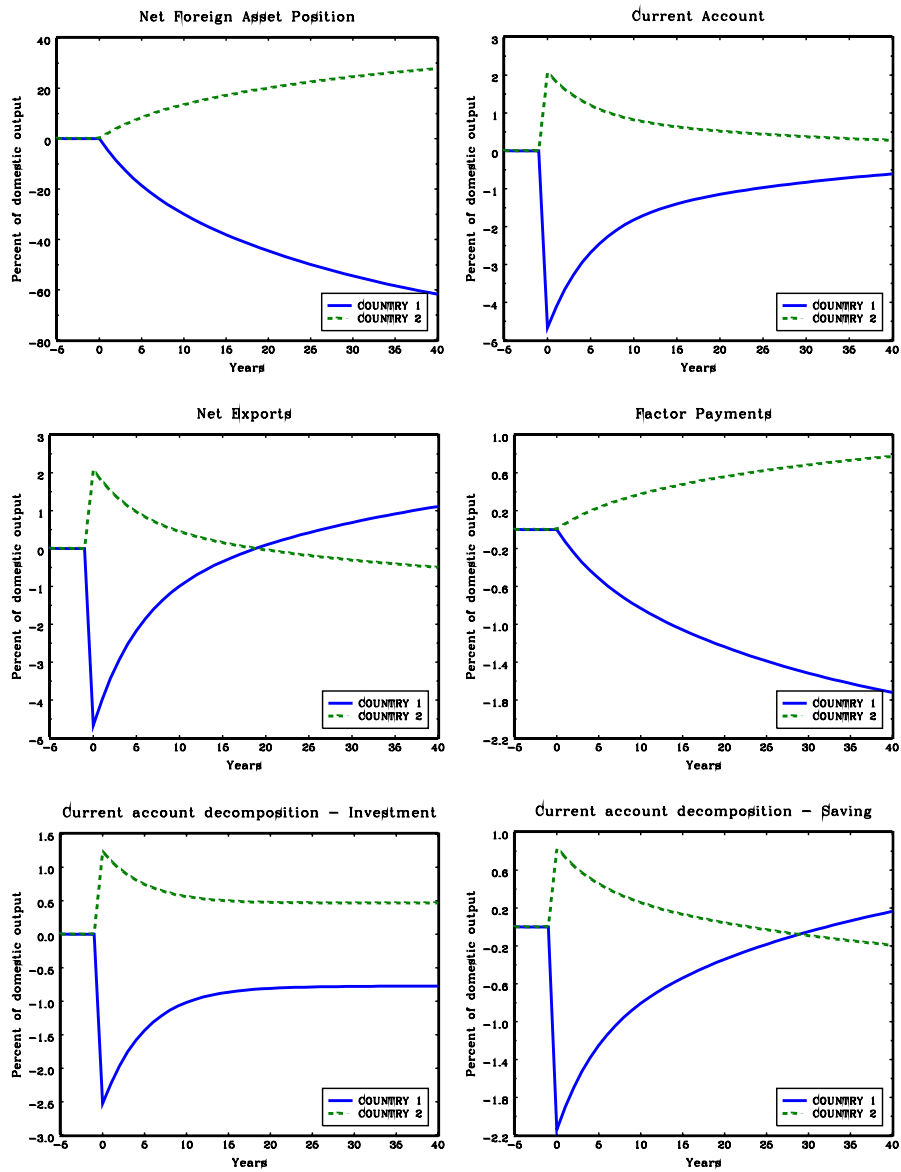 Net Foreign Asset Position
Percent of domestic output
40
20
0
−20
−40
−60
−80
COUNTRY 1
COUNTRY 2
−5 0 5 10 15 20 25 30 35 40
Years
Current Account
Percent of domestic output
3
2
1
0
−1
−2
−3
−4
−5
COUNTRY 1
COUNTRY 2
−5 0 5 10 15 20 25 30 35 40
Years
Net Exports
Percent of domestic output
3
2
1
0
−1
−2
−3
−4
−5
COUNTRY 1
COUNTRY 2
−5 0 5 10 15 20 25 30 35 40
Years
Factor Payments
Percent of domestic output
1.0
0.6
0.2
−0.2
−0.6
−1.0
−1.4
−1.8
−2.2
COUNTRY 1
COUNTRY 2
−5 0 5 10 15 20 25 30 35 40
Years
Current account decomposition − Investment
Percent of domestic output
1.5
1.0
0.5
0.0
−0.5
−1.0
−1.5
−2.0
−2.5
−3.0
COUNTRY 1
COUNTRY 2
−5 0 5 10 15 20 25 30 35 40
Years
Current account decomposition − Saving
Percent of domestic output
1.0
0.6
0.2
−0.2
−0.6
−1.0
−1.4
−1.8
−2.2
COUNTRY 1
COUNTRY 2
−5 0 5 10 15 20 25 30 35 40
Years